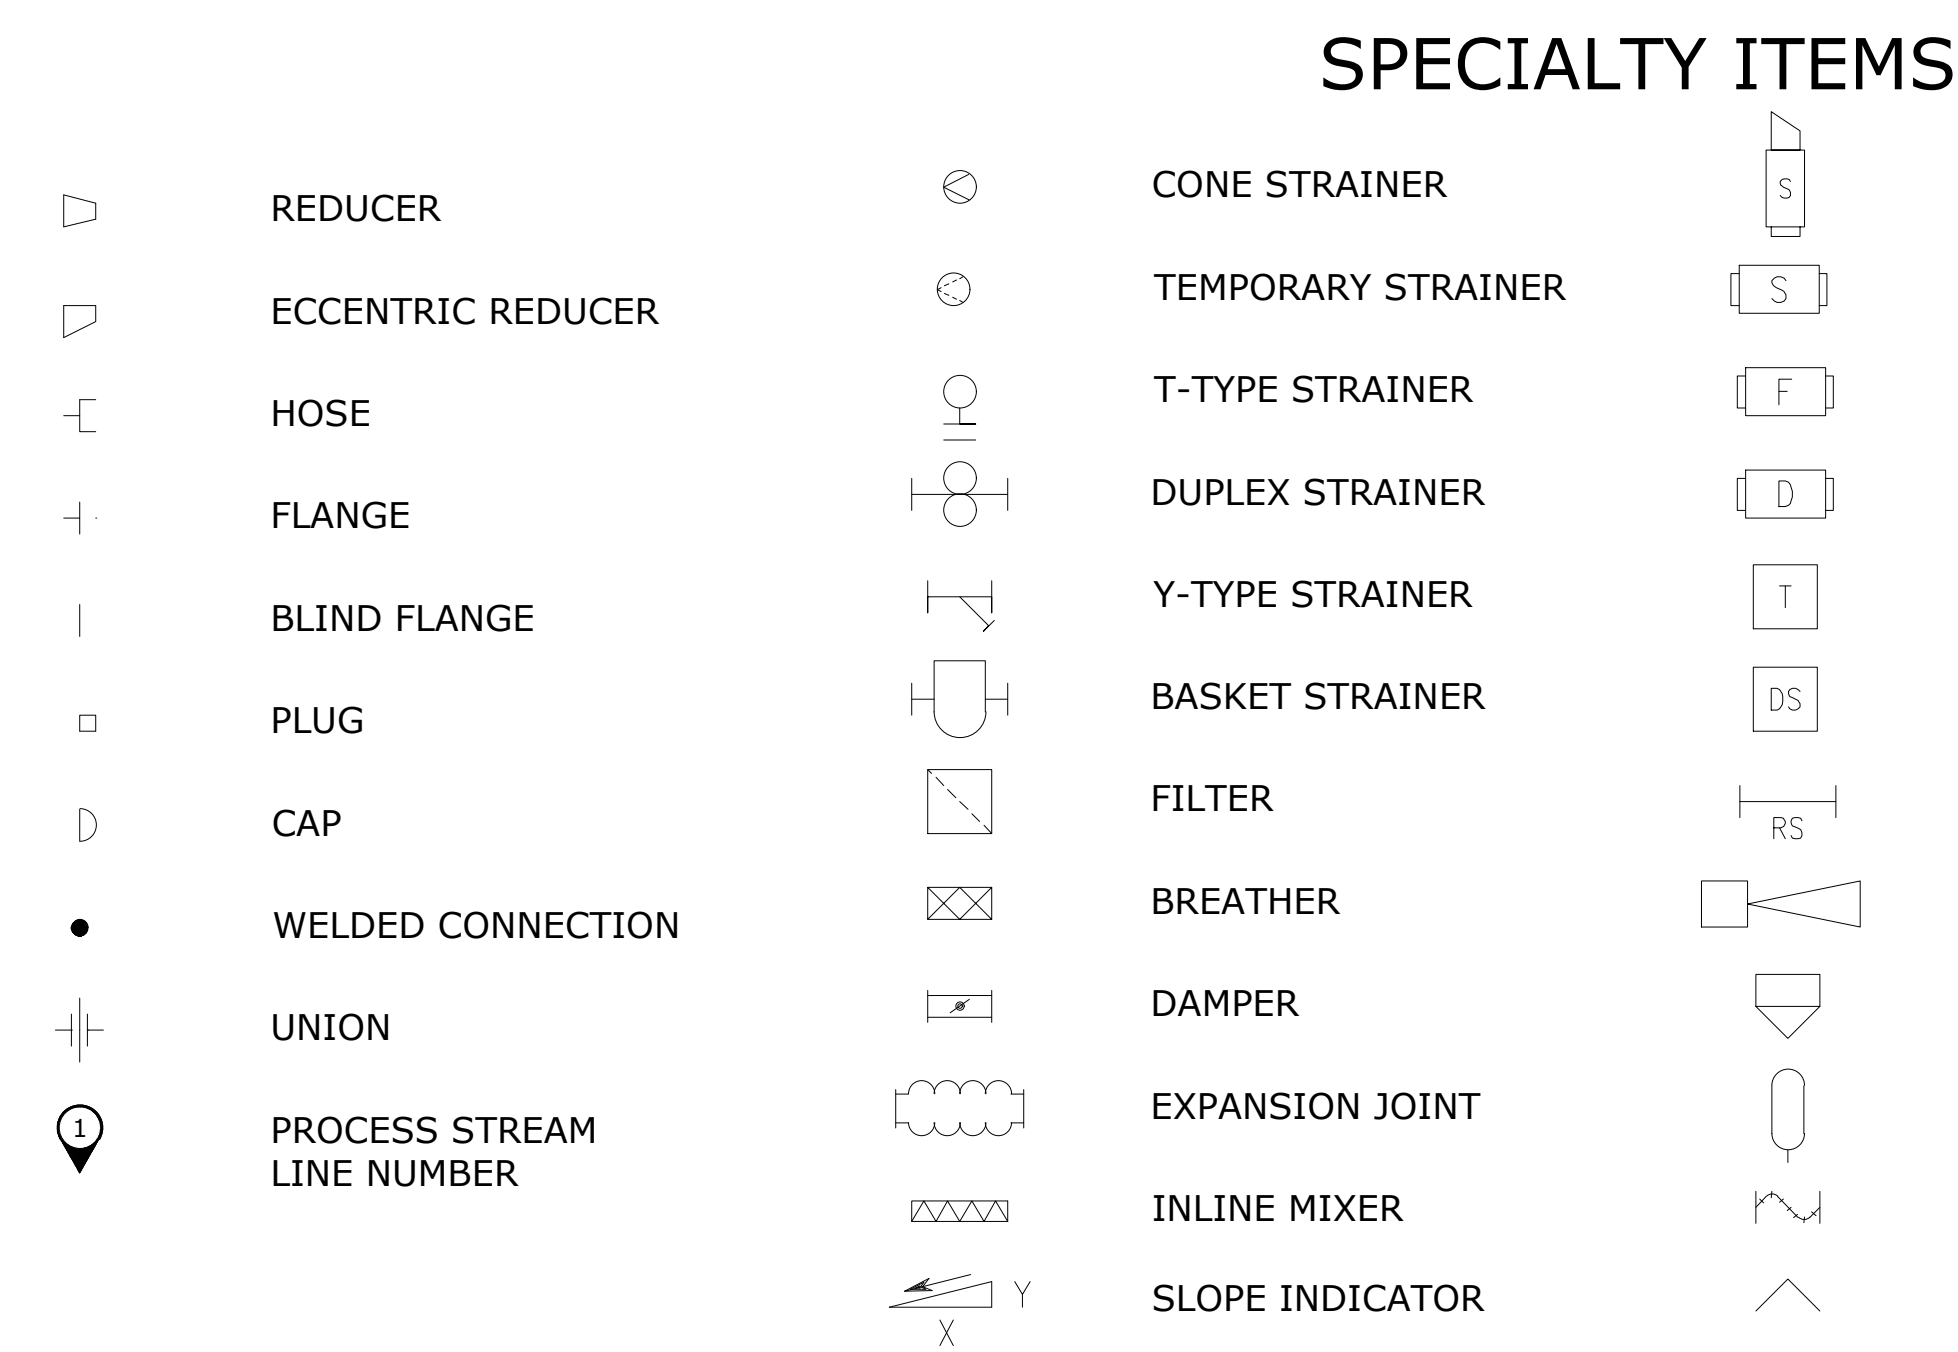 SPECIALTY ITEMS
REDUCER
ECCENTRIC REDUCER
HOSE
FLANGE
BLIND FLANGE
PLUG
CAP
WELDED CONNECTION
UNION
1
PROCESS STREAM
LINE NUMBER
CONE STRAINER
TEMPORARY STRAINER
T-TYPE STRAINER
DUPLEX STRAINER
Y-TYPE STRAINER
BASKET STRAINER
FILTER
BREATHER
DAMPER
EXPANSION JOINT
INLINE MIXER
Y
X
SLOPE INDICATOR
S
S
F
D
T
DS
RS